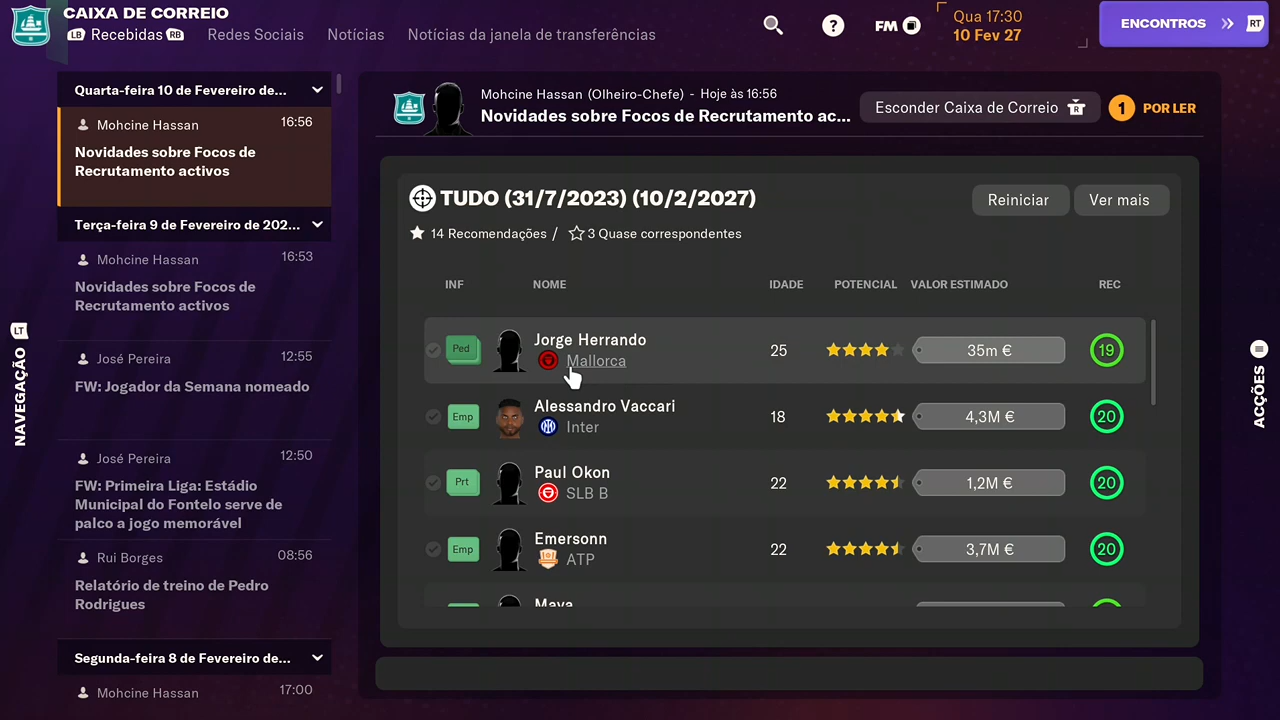 CAIXA DE CORREIO
LB Recebidas RB Redes Sociais Notícias Notícias da janela de transferências
?
FM
Qua 17:30
10 Fev 27
ENCONTROS RT
LT
NAVEGAÇÃO
Quarta-feira 10 de Fevereiro de...
Mohcine Hassan 16:56
Novidades sobre Focos de
Recrutamento activos
Terça-feira 9 de Fevereiro de 202...
Mohcine Hassan 16:53
Novidades sobre Focos de
Recrutamento activos
José Pereira 12:55
FW: Jogador da Semana nomeado
José Pereira 12:50
FW: Primeira Liga: Estádio
Municipal do Fontelo serve de
palco a jogo memorável
Rui Borges 08:56
Relatório de treino de Pedro
Rodrigues
Segunda-feira 8 de Fevereiro de...
Mohcine Hassan 17:00
Mohcine Hassan (Olheiro-Chefe) - Hoje às 16:56
Novidades sobre Focos de Recrutamento ac...
Esconder Caixa de Correio R
1 POR LER
TUDO (31/7/2023) (10/2/2027)
Reiniciar
Ver mais
14 Recomendações / 3 Quase correspondentes
INF NOME IDADE POTENCIAL VALOR ESTIMADO REC
Ped Jorge Herrando 25 35m € 19
Mallorca
Emp Alessandro Vaccari 18 4,3M € 20
Inter
Prt Paul Okon 22 1,2M € 20
SLB B
Emp Emersonn 22 3,7M € 20
ATP
Maya
ACÇÕES